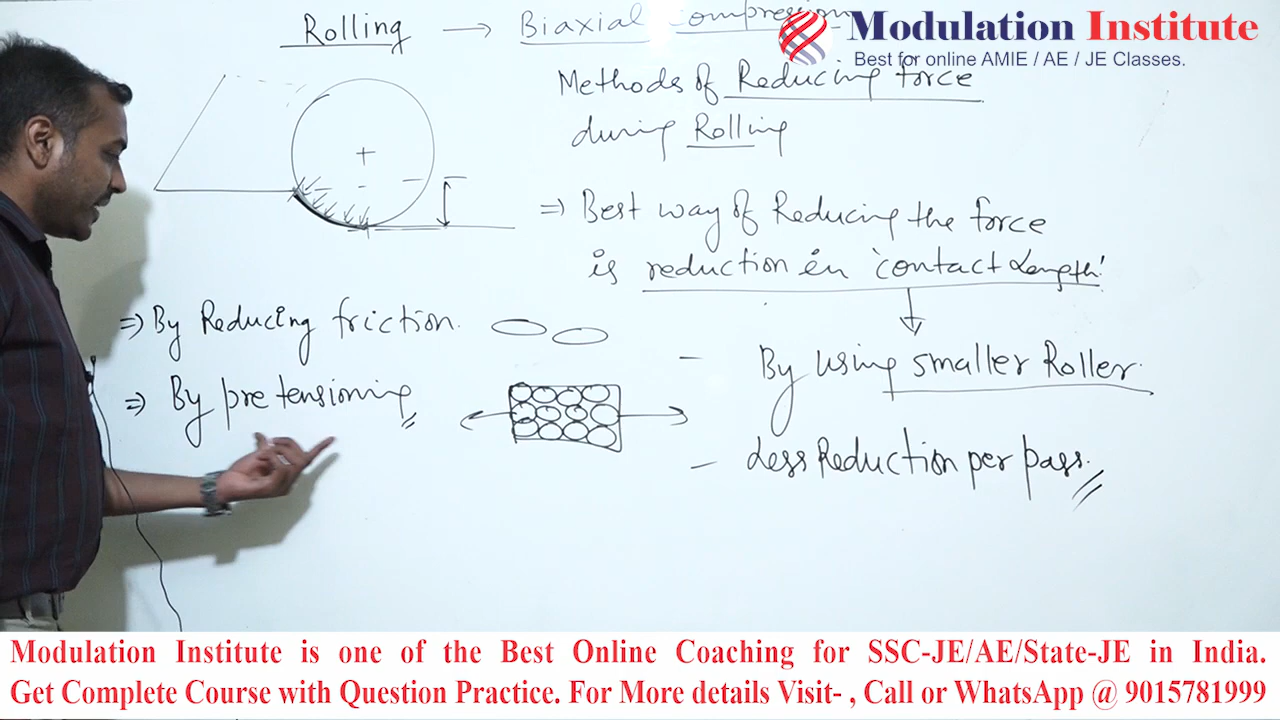 Rolling → Biaxial compression
Modulation Institute
Best for online AMIE / AE / JE Classes.
Methods of Reducing force
during Rolling
⇒ Best way of Reducing the force
is reduction in 'contact Length'
⇒ By Reducing friction.
⇒ By pre tensioning
– By using smaller Roller.
– Less Reduction per pass.
Modulation Institute is one of the Best Online Coaching for SSC-JE/AE/State-JE in India.
Get Complete Course with Question Practice. For More details Visit- , Call or WhatsApp @ 9015781999